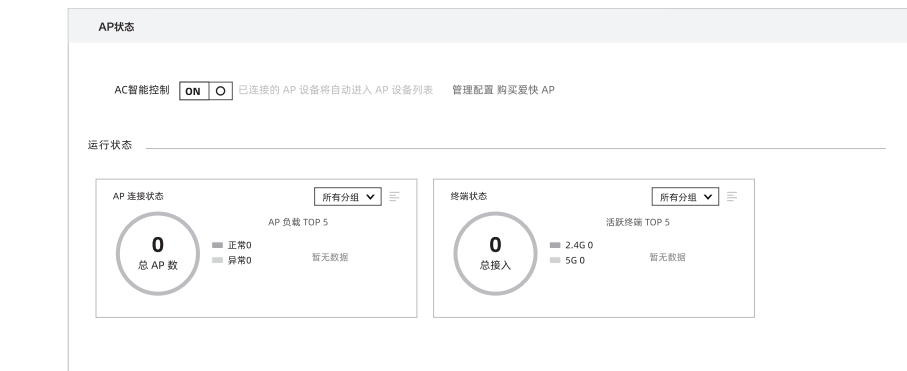 AP状态
AC智能控制 ON 已连接的 AP 设备将自动进入 AP 设备列表 管理配置 购买爱快 AP
运行状态
AP 连接状态 所有分组
AP 负载 TOP 5
0
总 AP 数
正常0
异常0
暂无数据
终端状态 所有分组
活跃终端 TOP 5
0
总接入
2.4G 0
5G 0
暂无数据